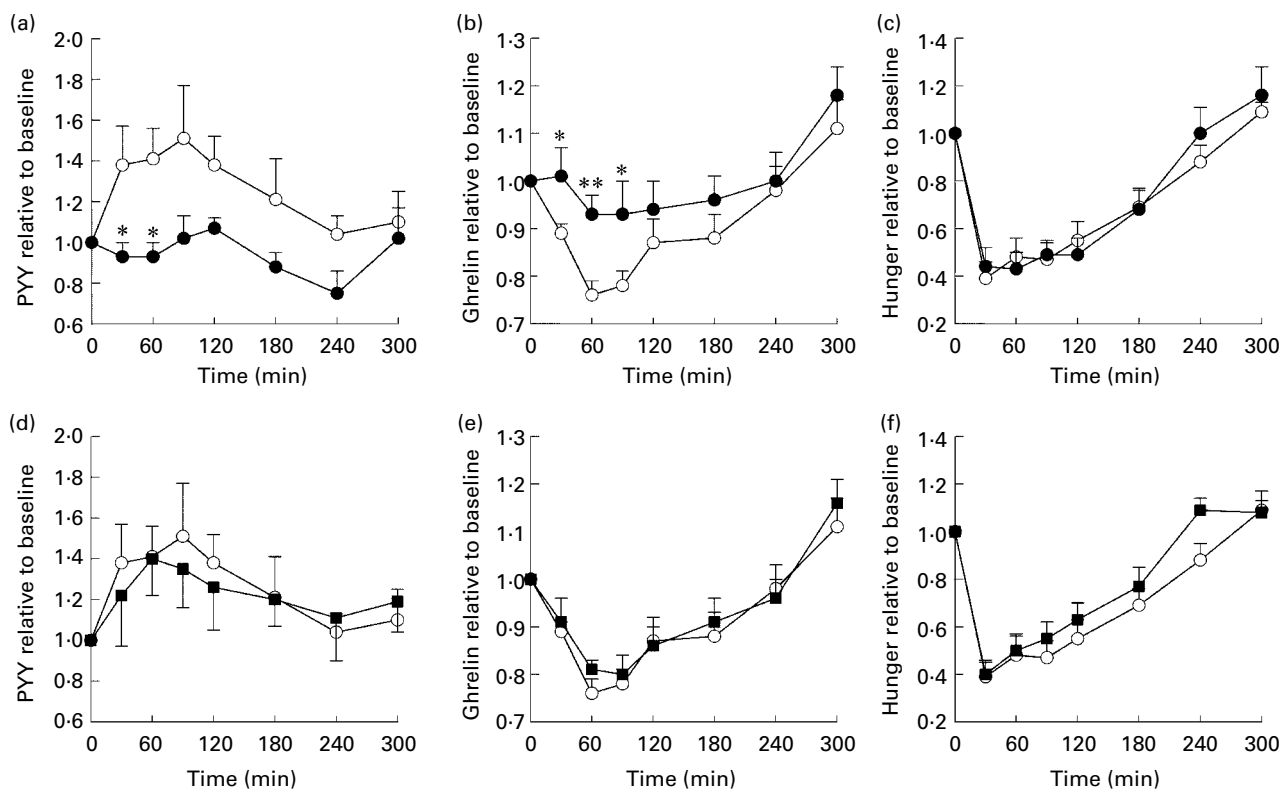 (a)
2·0
1·8
1·6
1·4
1·2
1·0
0·8
0·6
PYY relative to baseline
* *
0 60 120 180 240 300
Time (min)
(b)
1·3
1·2
1·1
1·0
0·9
0·8
0·7
Ghrelin relative to baseline
* ** *
0 60 120 180 240 300
Time (min)
(c)
1·4
1·2
1·0
0·8
0·6
0·4
0·2
Hunger relative to baseline
0 60 120 180 240 300
Time (min)
(d)
2·0
1·8
1·6
1·4
1·2
1·0
0·8
0·6
PYY relative to baseline
0 60 120 180 240 300
Time (min)
(e)
1·3
1·2
1·1
1·0
0·9
0·8
0·7
Ghrelin relative to baseline
0 60 120 180 240 300
Time (min)
(f)
1·4
1·2
1·0
0·8
0·6
0·4
0·2
Hunger relative to baseline
0 60 120 180 240 300
Time (min)